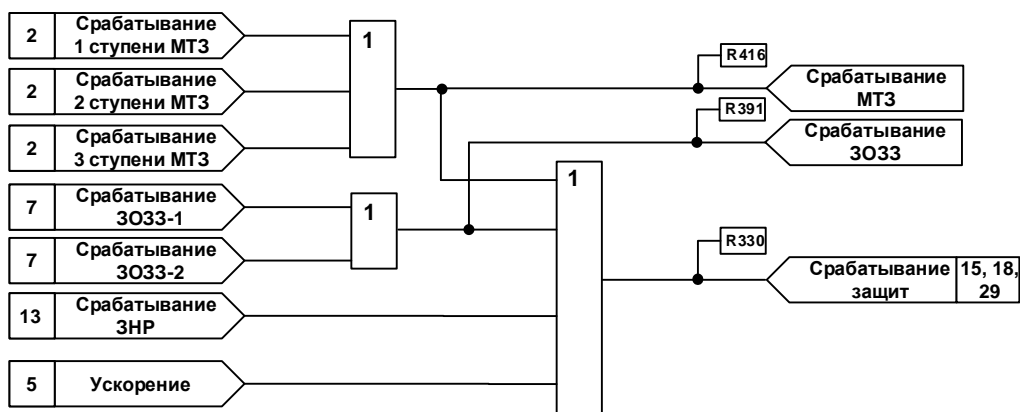 2
Срабатывание
1 ступени МТЗ
2
Срабатывание
2 ступени МТЗ
2
Срабатывание
3 ступени МТЗ
7
Срабатывание
ЗОЗЗ-1
7
Срабатывание
ЗОЗЗ-2
13
Срабатывание
ЗНР
5
Ускорение
1
1
1
R416
Срабатывание
МТЗ
R391
Срабатывание
ЗОЗЗ
R330
Срабатывание
защит
15, 18,
29